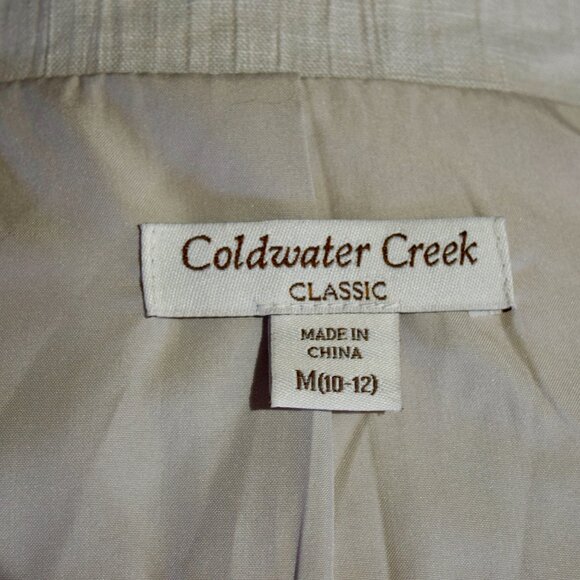 Coldwater Creek
CLASSIC
MADE IN
CHINA
M(10-12)